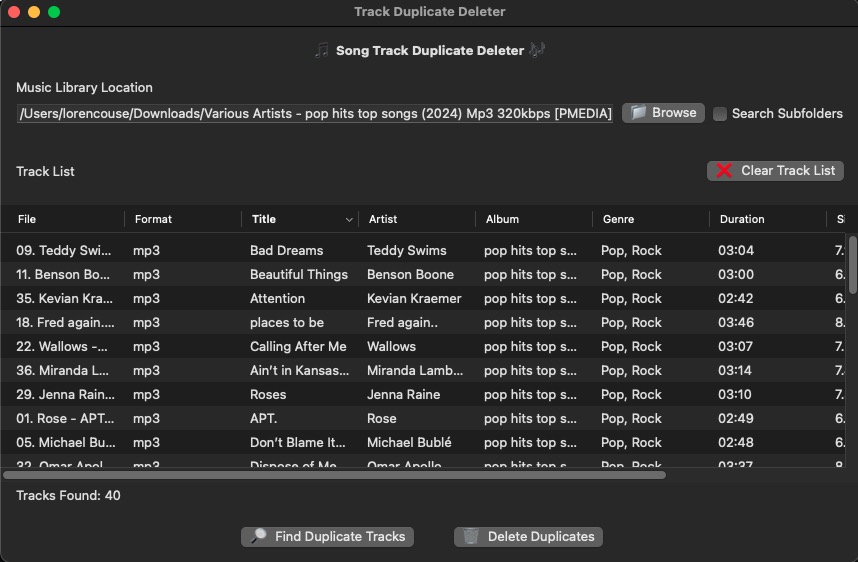 Track Duplicate Deleter
Song Track Duplicate Deleter
Music Library Location
/Users/lorencouse/Downloads/Various Artists - pop hits top songs (2024) Mp3 320kbps [PMEDIA]
Browse
Search Subfolders
Track List
Clear Track List
File Format Title Artist Album Genre Duration
09. Teddy Swi... mp3 Bad Dreams Teddy Swims pop hits top s... Pop, Rock 03:04 7.
11. Benson Bo... mp3 Beautiful Things Benson Boone pop hits top s... Pop, Rock 03:00 6.
35. Kevian Kra... mp3 Attention Kevian Kraemer pop hits top s... Pop, Rock 02:42 6.
18. Fred again.... mp3 places to be Fred again.. pop hits top s... Pop, Rock 03:46 8.
22. Wallows -... mp3 Calling After Me Wallows pop hits top s... Pop, Rock 03:07 7.
36. Miranda L... mp3 Ain’t in Kansas... Miranda Lamb... pop hits top s... Pop, Rock 03:14 7.
29. Jenna Rain... mp3 Roses Jenna Raine pop hits top s... Pop, Rock 03:10 7.
01. Rose - APT... mp3 APT. Rose pop hits top s... Pop, Rock 02:49 6.
05. Michael Bu... mp3 Don’t Blame It... Michael Bublé pop hits top s... Pop, Rock 02:48 6.
32. Omar Apol... mp3 Dispose of Me Omar Apollo pop hits top s... Pop, Rock 03:37 8.
Tracks Found: 40
Find Duplicate Tracks
Delete Duplicates